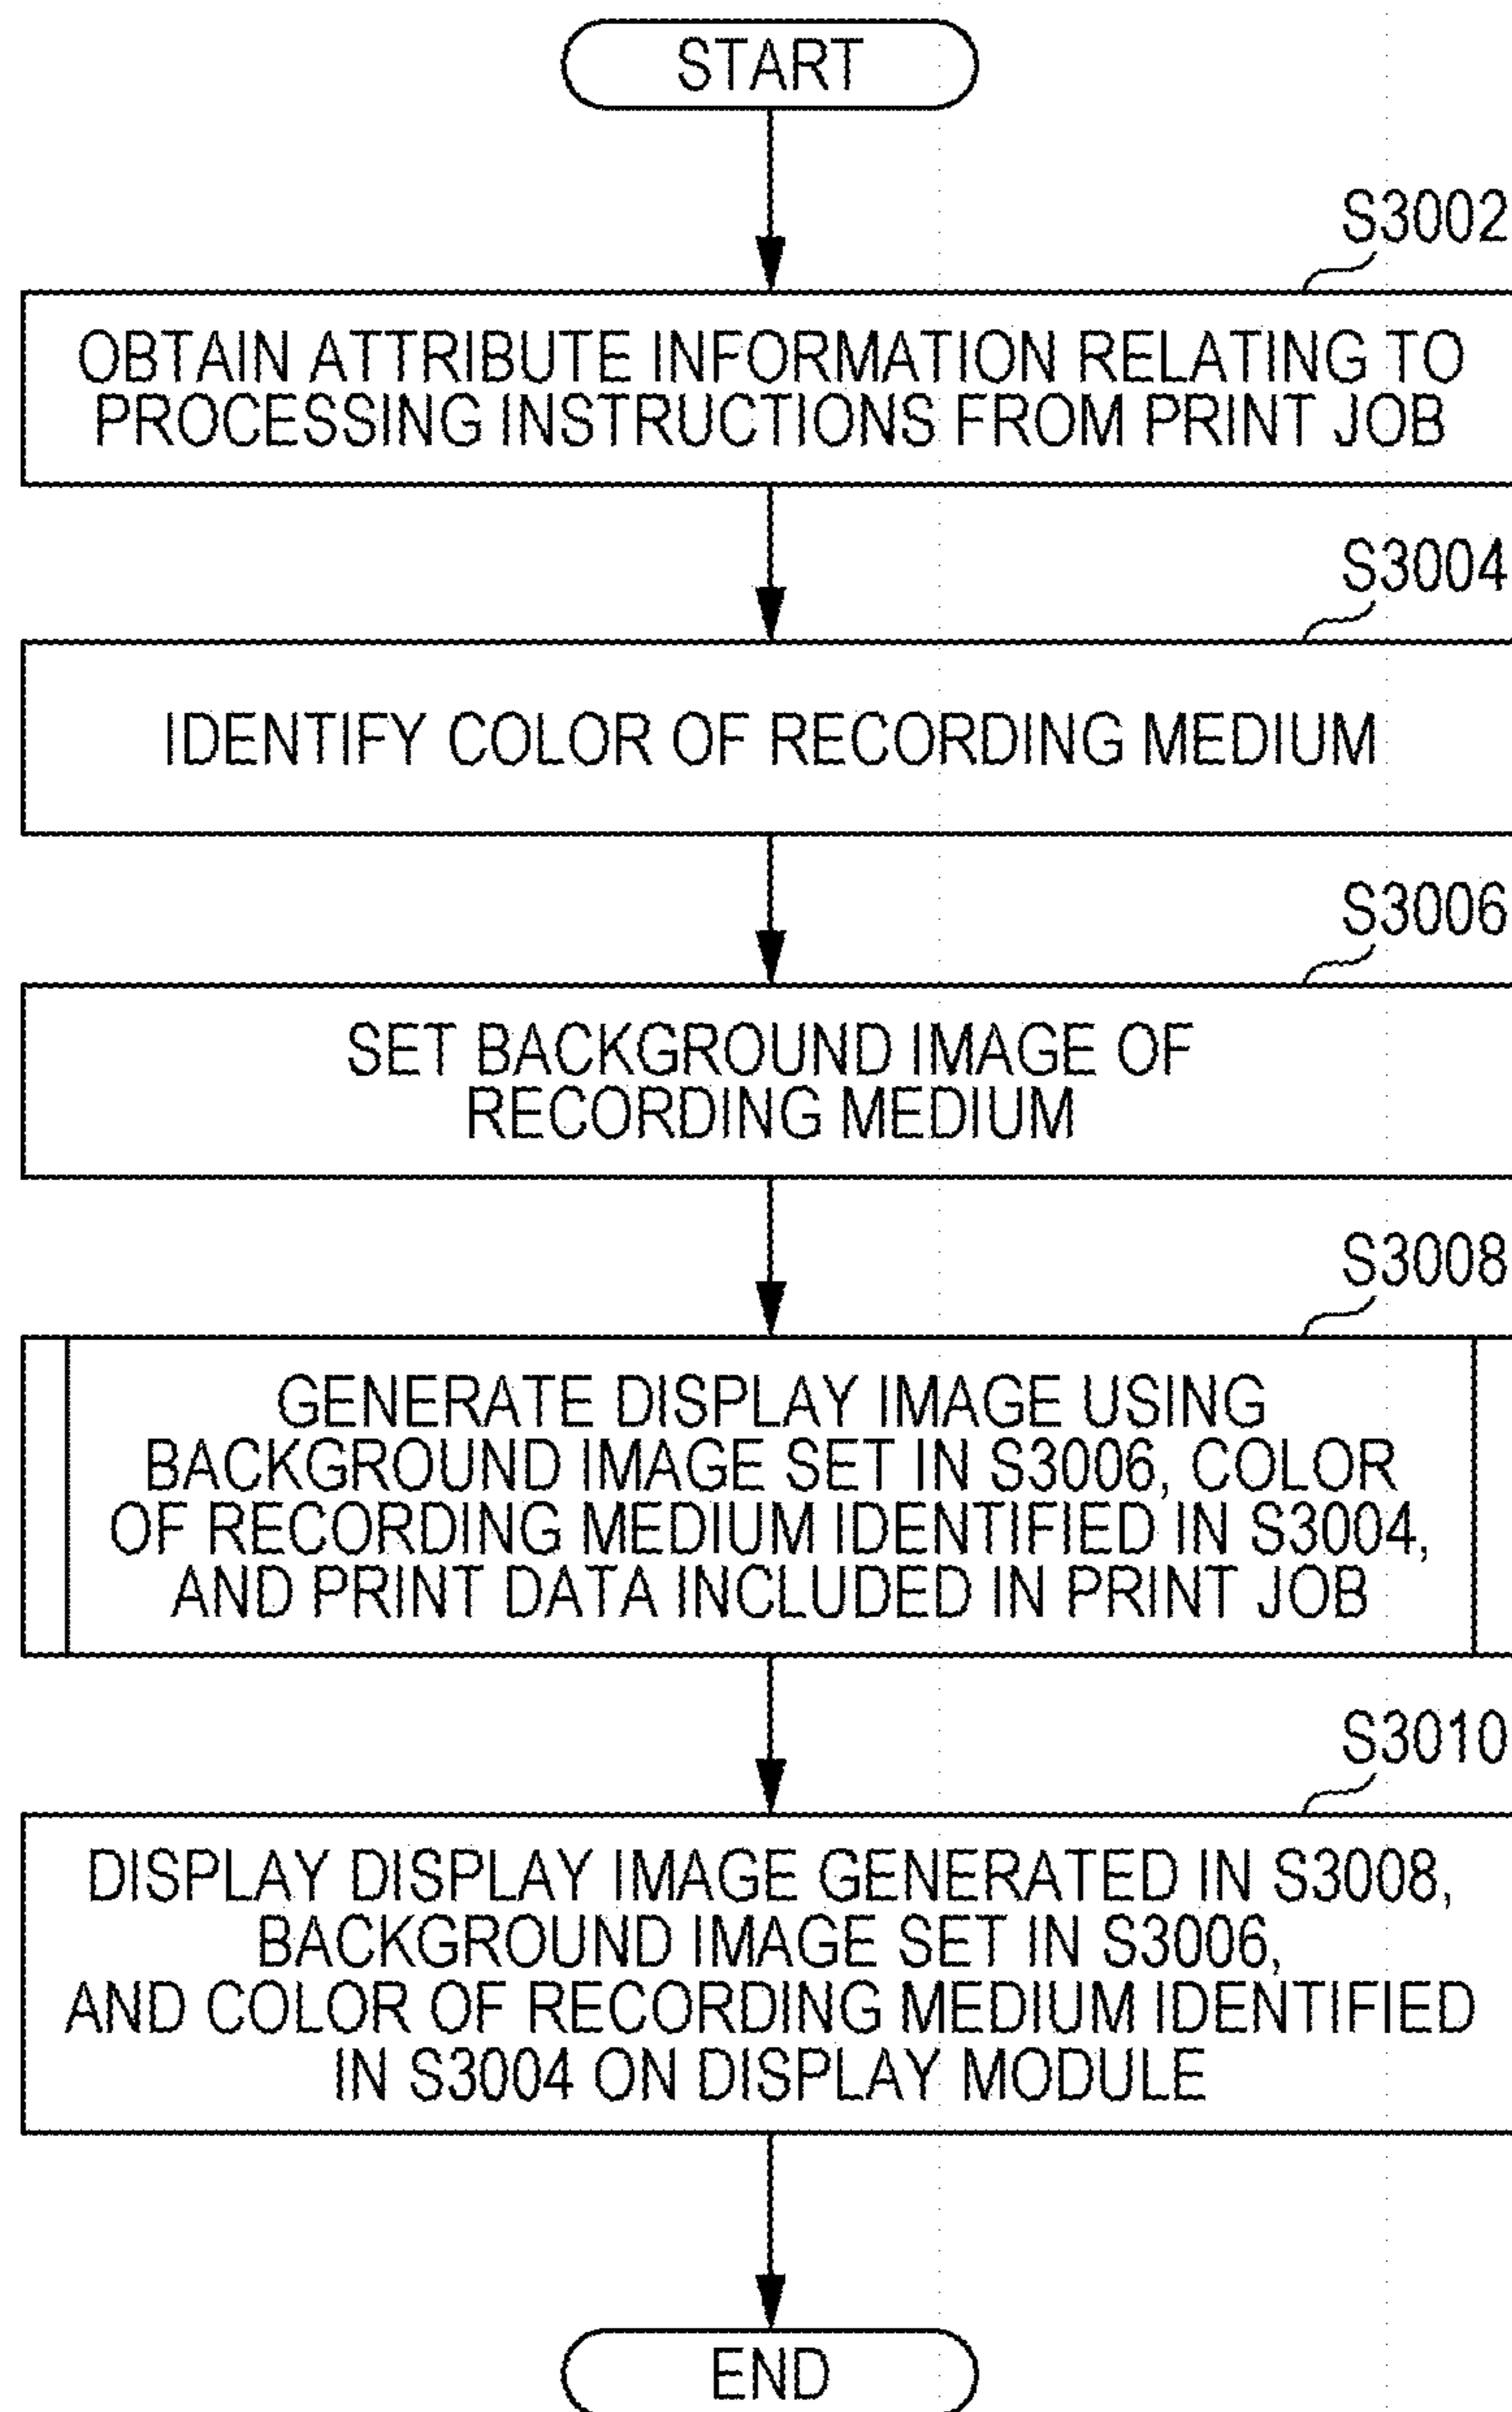 START
S3002
OBTAIN ATTRIBUTE INFORMATION RELATING TO
PROCESSING INSTRUCTIONS FROM PRINT JOB
S3004
IDENTIFY COLOR OF RECORDING MEDIUM
S3006
SET BACKGROUND IMAGE OF
RECORDING MEDIUM
S3008
GENERATE DISPLAY IMAGE USING
BACKGROUND IMAGE SET IN S3006, COLOR
OF RECORDING MEDIUM IDENTIFIED IN S3004,
AND PRINT DATA INCLUDED IN PRINT JOB
S3010
DISPLAY DISPLAY IMAGE GENERATED IN S3008,
BACKGROUND IMAGE SET IN S3006,
AND COLOR OF RECORDING MEDIUM IDENTIFIED
IN S3004 ON DISPLAY MODULE
END